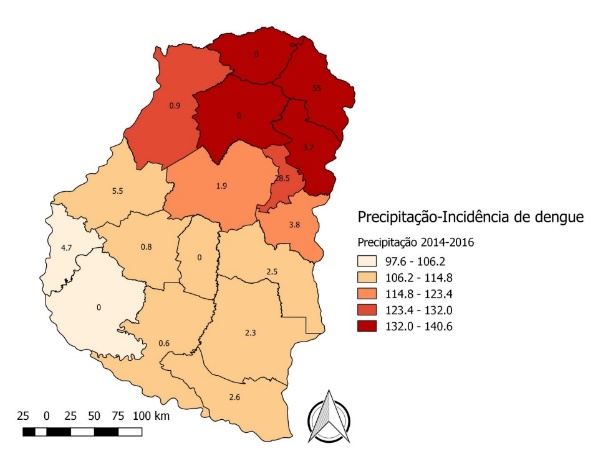 0
55
0.9
0
3.7
28.5
5.5
1.9
3.8
4.7
0.8
0
2.5
0
2.3
0.6
2.6
Precipitação-Incidência de dengue
Precipitação 2014-2016
97.6 - 106.2
106.2 - 114.8
114.8 - 123.4
123.4 - 132.0
132.0 - 140.6
25 0 25 50 75 100 km